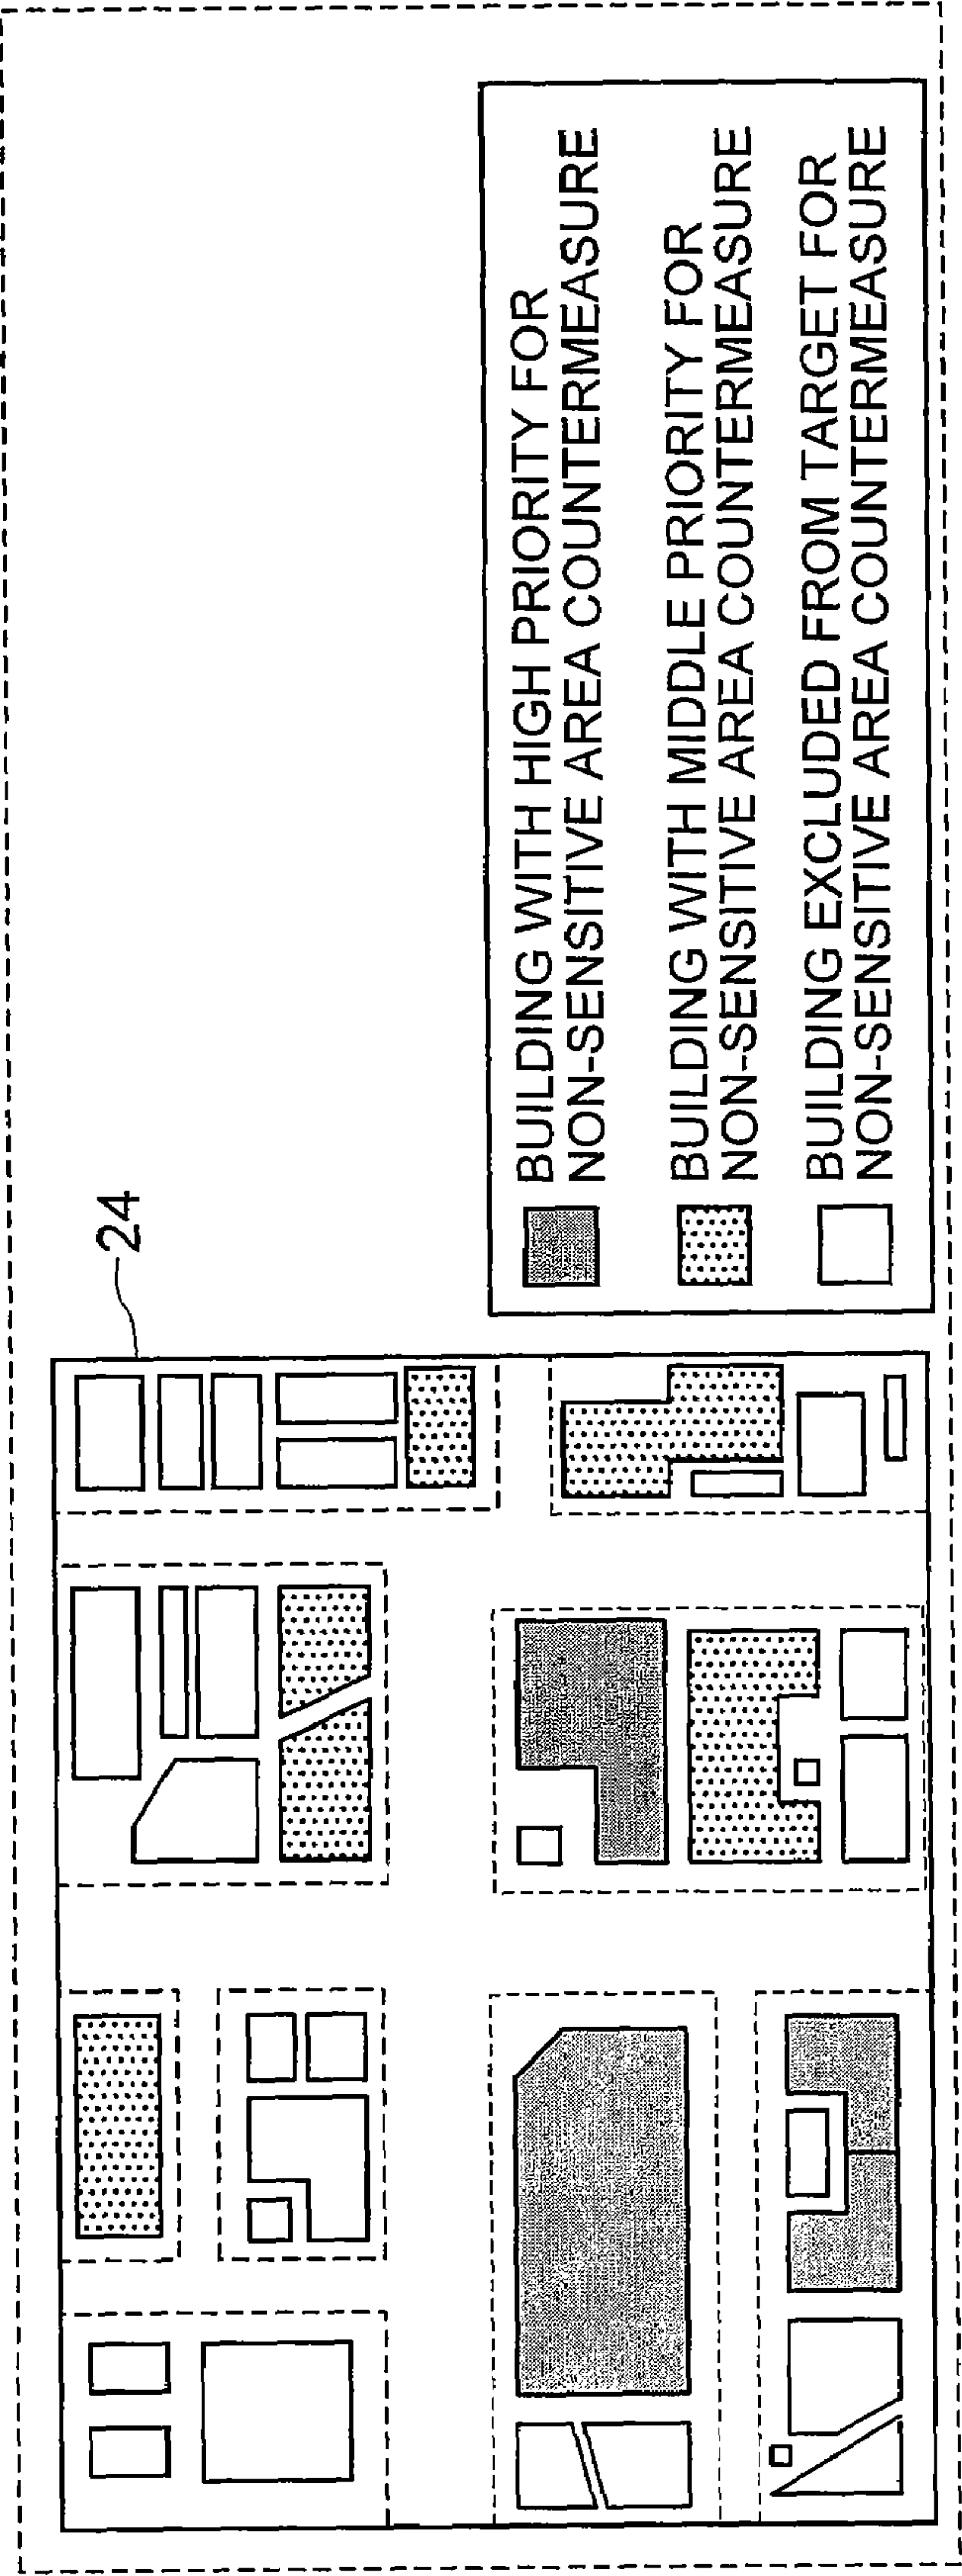 24
BUILDING WITH HIGH PRIORITY FOR
NON-SENSITIVE AREA COUNTERMEASURE
BUILDING WITH MIDDLE PRIORITY FOR
NON-SENSITIVE AREA COUNTERMEASURE
BUILDING EXCLUDED FROM TARGET FOR
NON-SENSITIVE AREA COUNTERMEASURE